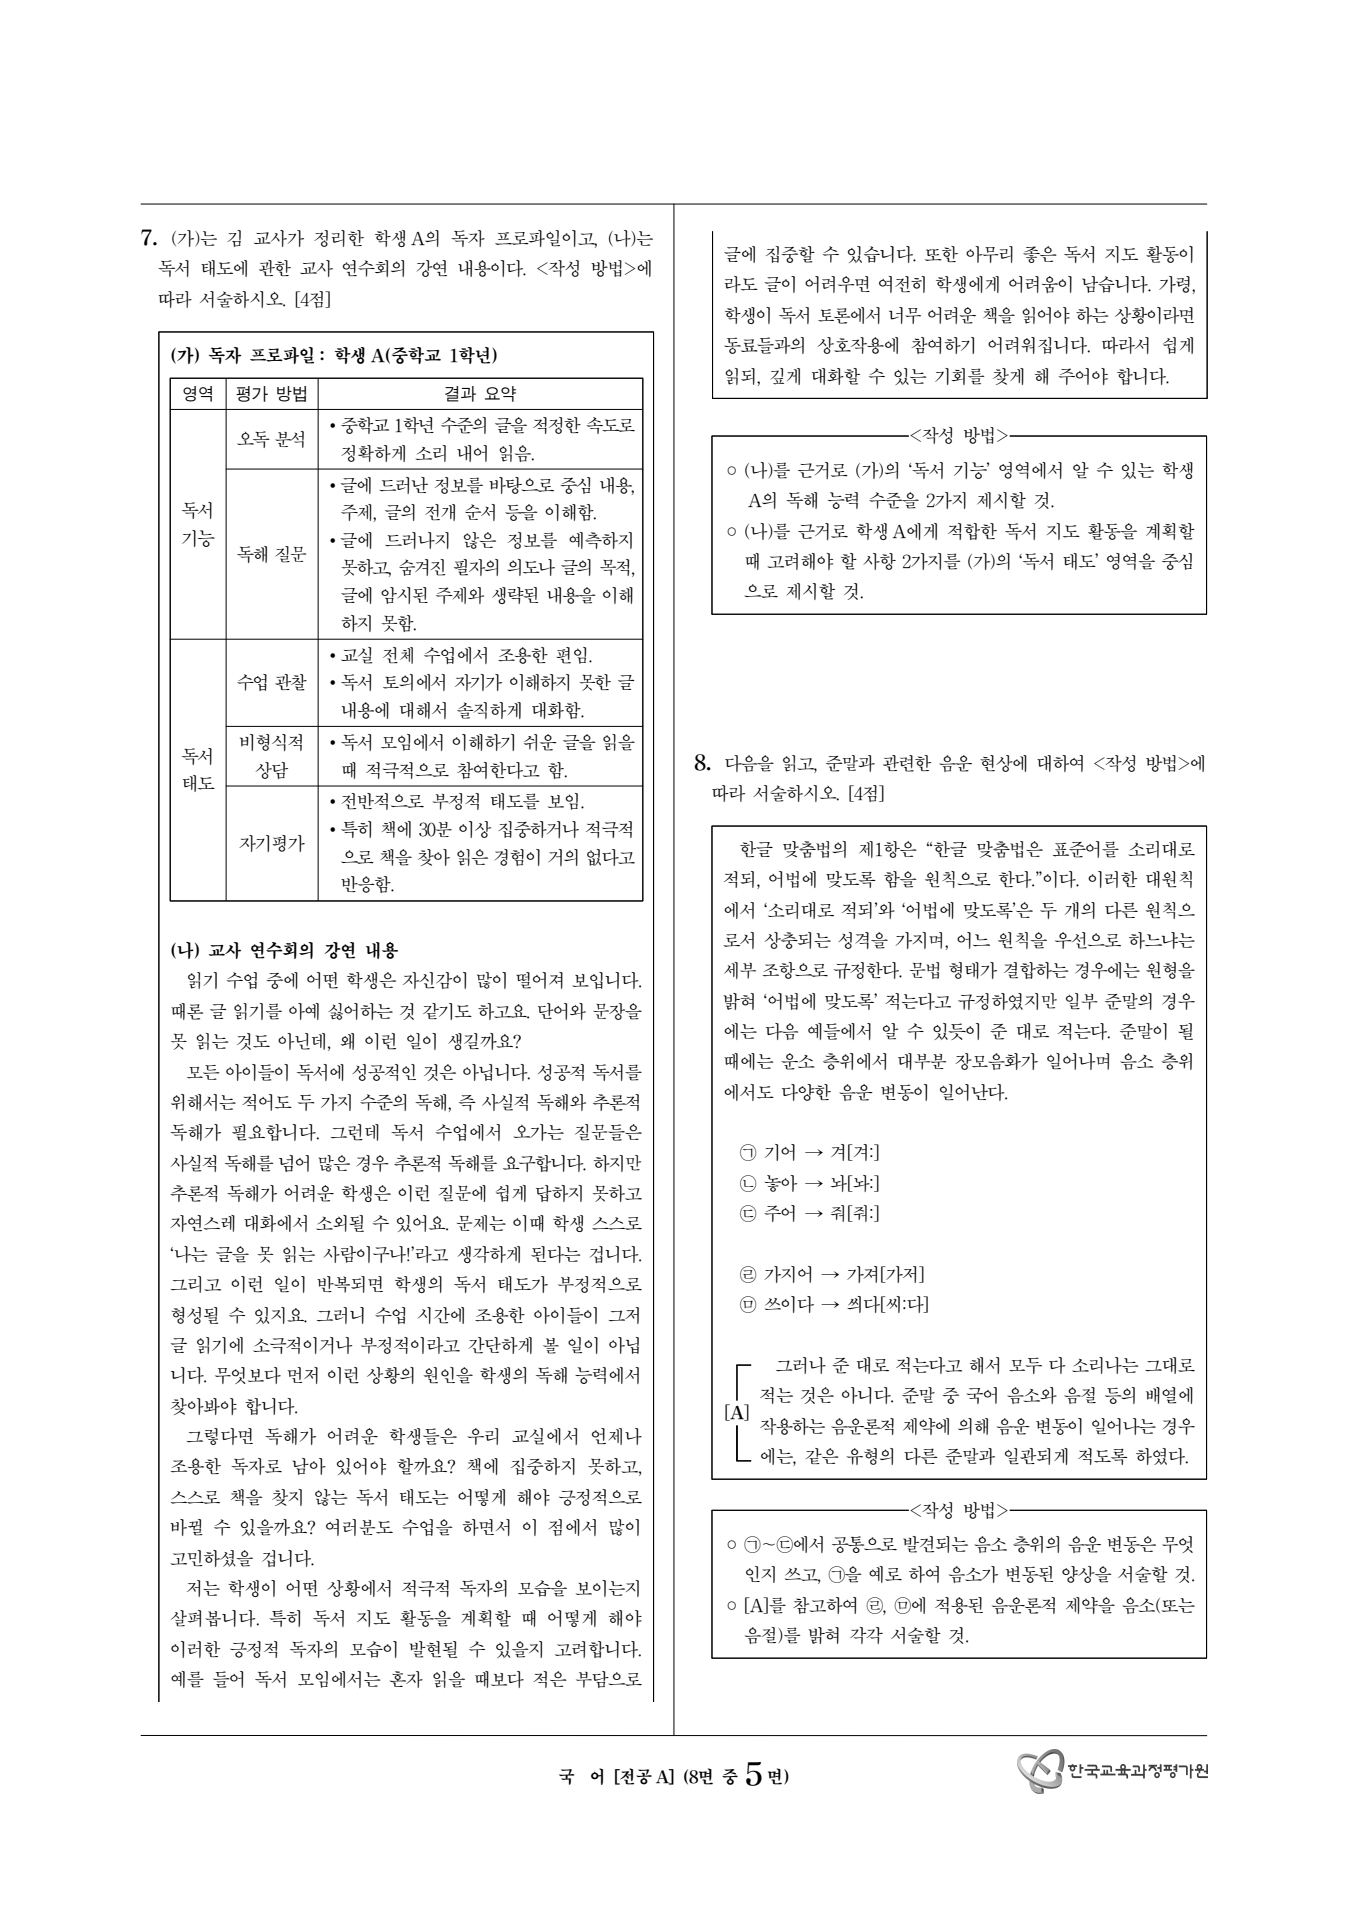 7. (가)는 김 교사가 정리한 학생 A의 독자 프로파일이고, (나)는
독서 태도에 관한 교사 연수회의 강연 내용이다. <작성 방법>에
따라 서술하시오. [4점]
(가) 독자 프로파일 : 학생 A(중학교 1학년)
영역 평가 방법 결과 요약
독서 기능
오독 분석
• 중학교 1학년 수준의 글을 적정한 속도로
정확하게 소리 내어 읽음.
독해 질문
• 글에 드러난 정보를 바탕으로 중심 내용,
주제, 글의 전개 순서 등을 이해함.
• 글에 드러나지 않은 정보를 예측하지
못하고, 숨겨진 필자의 의도나 글의 목적,
글에 암시된 주제와 생략된 내용을 이해
하지 못함.
독서 태도
수업 관찰
• 교실 전체 수업에서 조용한 편임.
• 독서 토의에서 자기가 이해하지 못한 글
내용에 대해서 솔직하게 대화함.
비형식적 상담
• 독서 모임에서 이해하기 쉬운 글을 읽을
때 적극적으로 참여한다고 함.
자기평가
• 전반적으로 부정적 태도를 보임.
• 특히 책에 30분 이상 집중하거나 적극적
으로 책을 찾아 읽은 경험이 거의 없다고
반응함.
(나) 교사 연수회의 강연 내용
읽기 수업 중에 어떤 학생은 자신감이 많이 떨어져 보입니다.
때론 글 읽기를 아예 싫어하는 것 같기도 하고요. 단어와 문장을
못 읽는 것도 아닌데, 왜 이런 일이 생길까요?
모든 아이들이 독서에 성공적인 것은 아닙니다. 성공적 독서를
위해서는 적어도 두 가지 수준의 독해, 즉 사실적 독해와 추론적
독해가 필요합니다. 그런데 독서 수업에서 오가는 질문들은
사실적 독해를 넘어 많은 경우 추론적 독해를 요구합니다. 하지만
추론적 독해가 어려운 학생은 이런 질문에 쉽게 답하지 못하고
자연스레 대화에서 소외될 수 있어요. 문제는 이때 학생 스스로
‘나는 글을 못 읽는 사람이구나!’라고 생각하게 된다는 겁니다.
그리고 이런 일이 반복되면 학생의 독서 태도가 부정적으로
형성될 수 있지요. 그러니 수업 시간에 조용한 아이들이 그저
글 읽기에 소극적이거나 부정적이라고 간단하게 볼 일이 아닙
니다. 무엇보다 먼저 이런 상황의 원인을 학생의 독해 능력에서
찾아봐야 합니다.
그렇다면 독해가 어려운 학생들은 우리 교실에서 언제나
조용한 독자로 남아 있어야 할까요? 책에 집중하지 못하고,
스스로 책을 찾지 않는 독서 태도는 어떻게 해야 긍정적으로
바뀔 수 있을까요? 여러분도 수업을 하면서 이 점에서 많이
고민하셨을 겁니다.
저는 학생이 어떤 상황에서 적극적 독자의 모습을 보이는지
살펴봅니다. 특히 독서 지도 활동을 계획할 때 어떻게 해야
이러한 긍정적 독자의 모습이 발현될 수 있을지 고려합니다.
예를 들어 독서 모임에서는 혼자 읽을 때보다 적은 부담으로
글에 집중할 수 있습니다. 또한 아무리 좋은 독서 지도 활동이
라도 글이 어려우면 여전히 학생에게 어려움이 남습니다. 가령,
학생이 독서 토론에서 너무 어려운 책을 읽어야 하는 상황이라면
동료들과의 상호작용에 참여하기 어려워집니다. 따라서 쉽게
읽되, 깊게 대화할 수 있는 기회를 찾게 해 주어야 합니다.
<작성 방법>
○ (나)를 근거로 (가)의 ‘독서 기능’ 영역에서 알 수 있는 학생
A의 독해 능력 수준을 2가지 제시할 것.
○ (나)를 근거로 학생 A에게 적합한 독서 지도 활동을 계획할
때 고려해야 할 사항 2가지를 (가)의 ‘독서 태도’ 영역을 중심
으로 제시할 것.
8. 다음을 읽고, 준말과 관련한 음운 현상에 대하여 <작성 방법>에
따라 서술하시오. [4점]
한글 맞춤법의 제1항은 “한글 맞춤법은 표준어를 소리대로
적되, 어법에 맞도록 함을 원칙으로 한다.”이다. 이러한 대원칙
에서 ‘소리대로 적되’와 ‘어법에 맞도록’은 두 개의 다른 원칙으
로서 상충되는 성격을 가지며, 어느 원칙을 우선으로 하느냐는
세부 조항으로 규정한다. 문법 형태가 결합하는 경우에는 원형을
밝혀 ‘어법에 맞도록’ 적는다고 규정하였지만 일부 준말의 경우
에는 다음 예들에서 알 수 있듯이 준 대로 적는다. 준말이 될
때에는 운소 층위에서 대부분 장모음화가 일어나며 음소 층위
에서도 다양한 음운 변동이 일어난다.
㉠ 기어 → 겨[겨:]
㉡ 놓아 → 놔[놔:]
㉢ 주어 → 줘[줘:]
㉣ 가지어 → 가져[가저]
㉤ 쓰이다 → 씌다[씨:다]
[A]
그러나 준 대로 적는다고 해서 모두 다 소리나는 그대로
적는 것은 아니다. 준말 중 국어 음소와 음절 등의 배열에
작용하는 음운론적 제약에 의해 음운 변동이 일어나는 경우
에는, 같은 유형의 다른 준말과 일관되게 적도록 하였다.
<작성 방법>
○ ㉠~㉢에서 공통으로 발견되는 음소 층위의 음운 변동은 무엇
인지 쓰고, ㉠을 예로 하여 음소가 변동된 양상을 서술할 것.
○ [A]를 참고하여 ㉣, ㉤에 적용된 음운론적 제약을 음소(또는
음절)를 밝혀 각각 서술할 것.
국 어 [전공 A] (8면 중 5 면)
한국교육과정평가원